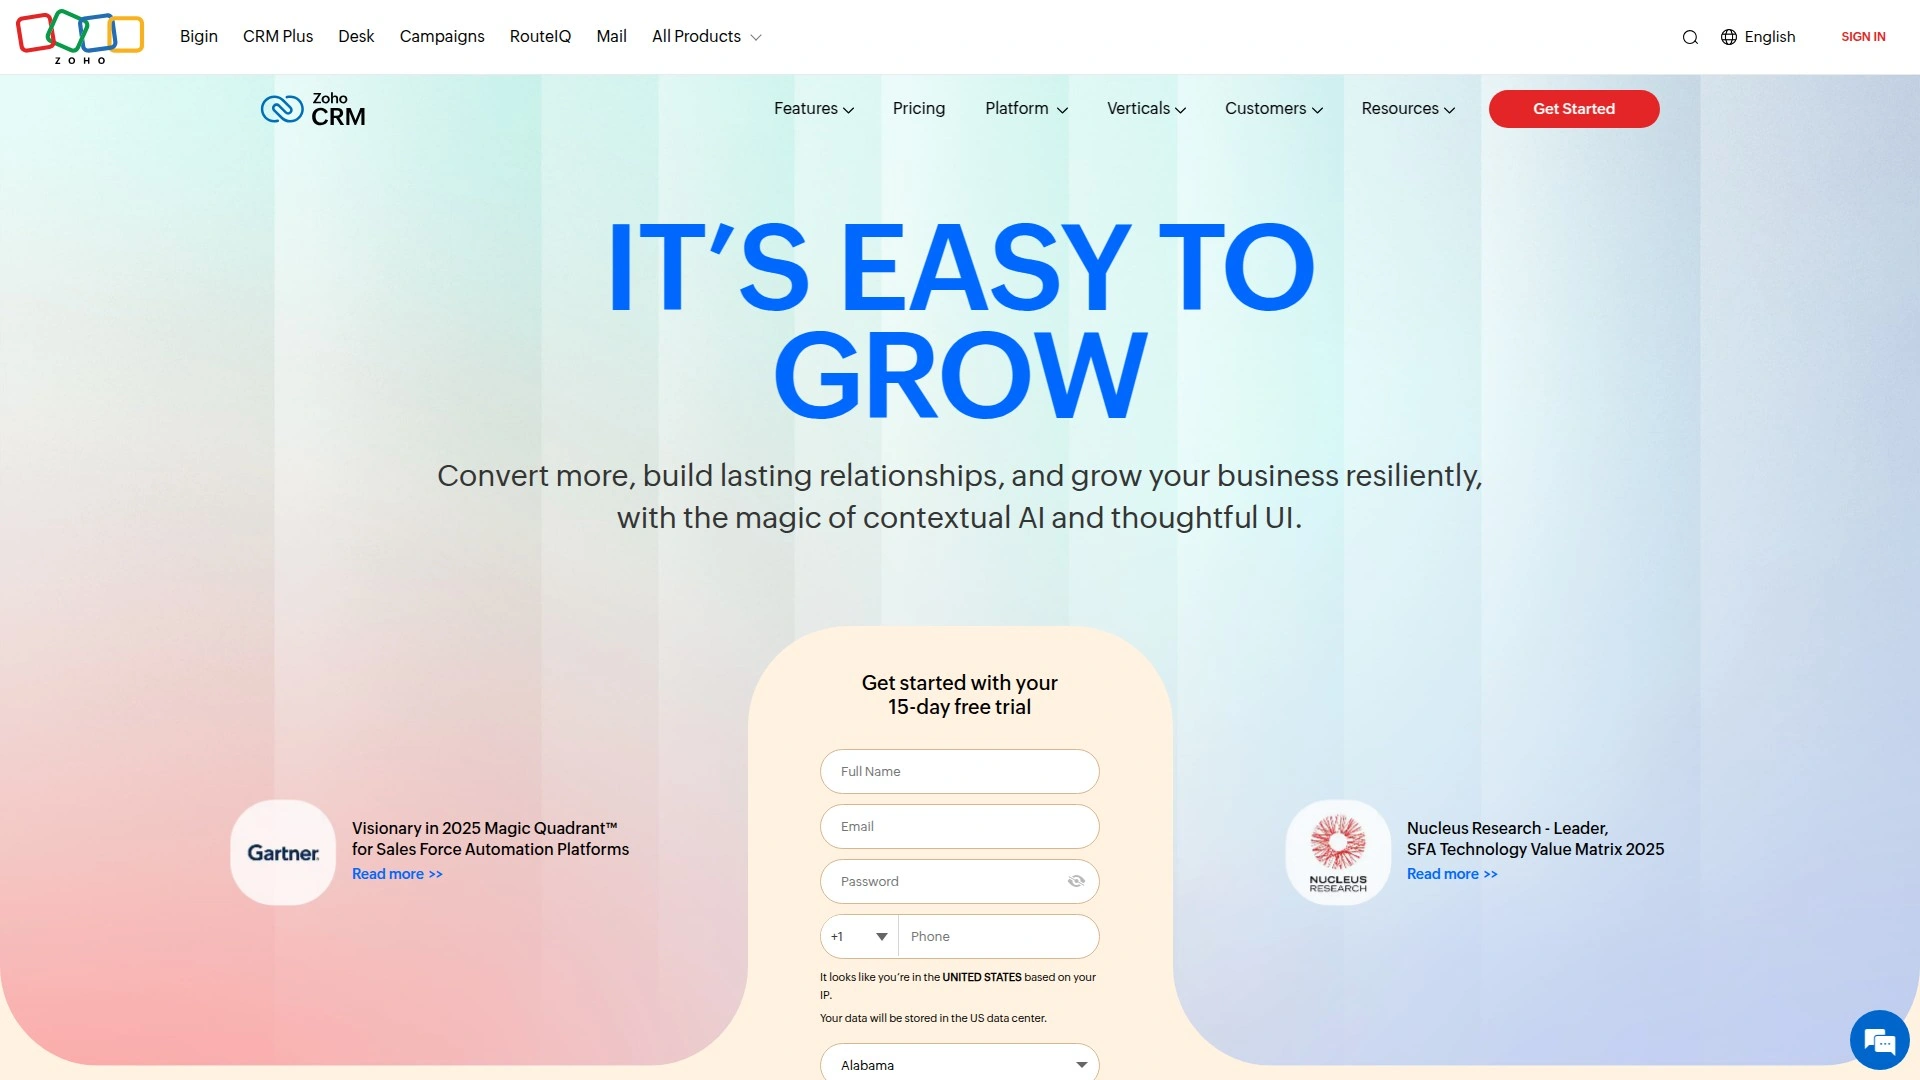 ZOHO
Bigin
CRM Plus
Desk
Campaigns
RouteIQ
Mail
All Products
English
SIGN IN
Zoho
CRM
Features
Pricing
Platform
Verticals
Customers
Resources
Get Started
IT’S EASY TO
GROW
Convert more, build lasting relationships, and grow your business resiliently,
with the magic of contextual AI and thoughtful UI.
Get started with your
15-day free trial
Full Name
Email
Password
+1
Phone
It looks like you’re in the UNITED STATES based on your
IP.
Your data will be stored in the US data center.
Alabama
Gartner
Visionary in 2025 Magic Quadrant™
for Sales Force Automation Platforms
Read more >>
NUCLEUS
RESEARCH
Nucleus Research - Leader,
SFA Technology Value Matrix 2025
Read more >>